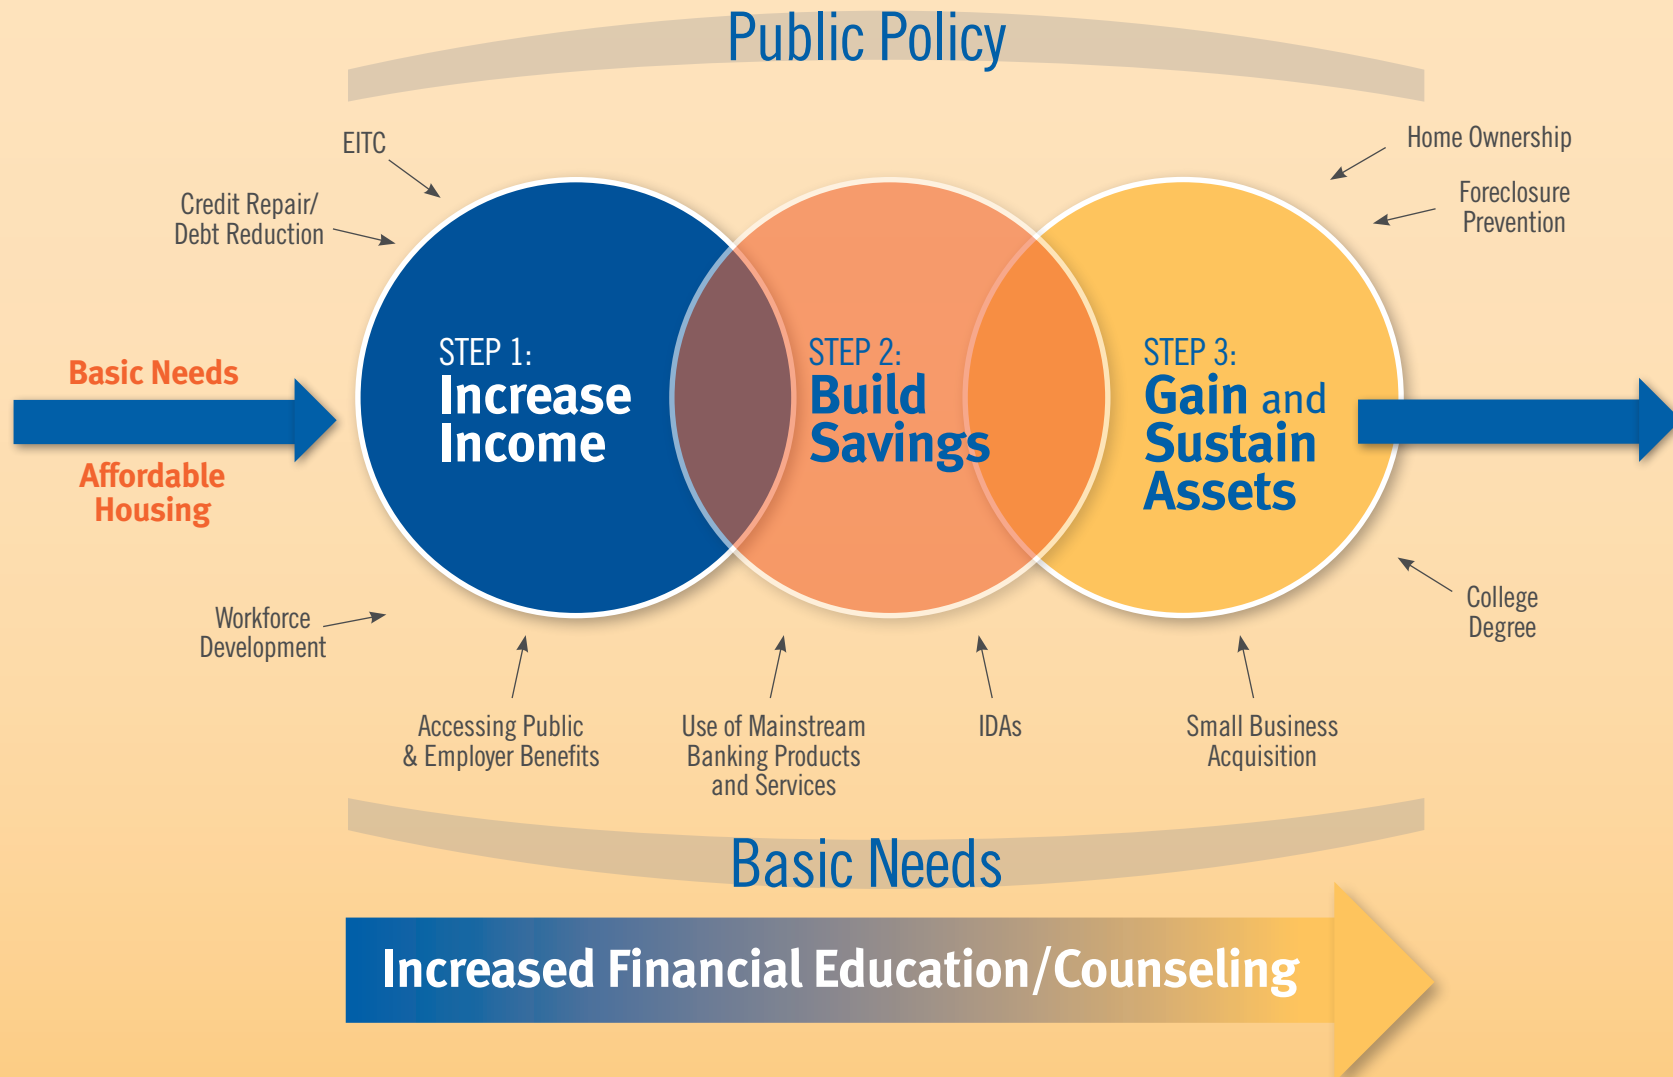 Public Policy
EITC
Credit Repair/
Debt Reduction
Home Ownership
Foreclosure
Prevention
Basic Needs
Affordable
Housing
STEP 1:
Increase
Income
STEP 2:
Build
Savings
STEP 3:
Gain and
Sustain
Assets
Workforce
Development
Accessing Public
& Employer Benefits
Use of Mainstream
Banking Products
and Services
IDAs
Small Business
Acquisition
College
Degree
Basic Needs
Increased Financial Education/Counseling